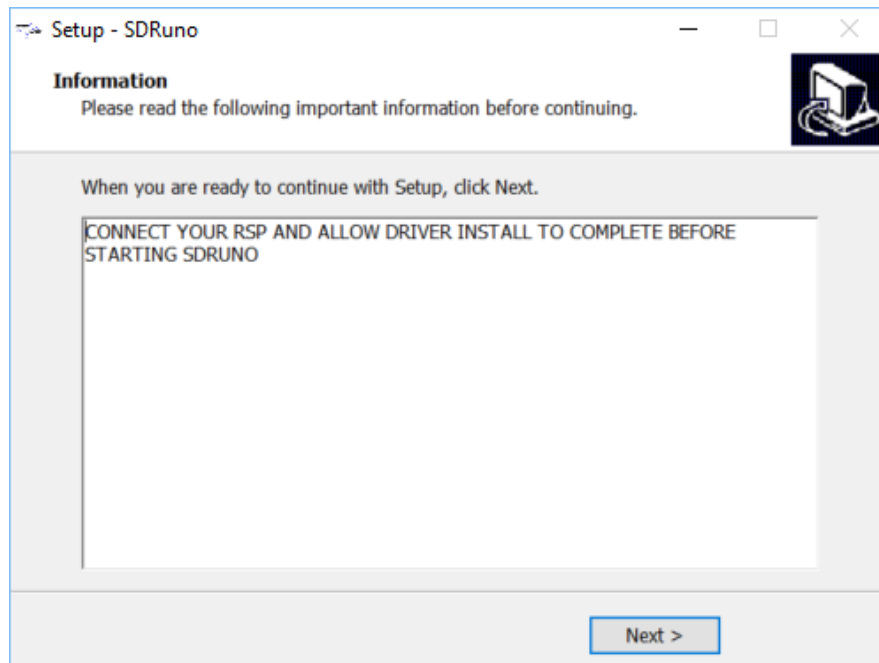 Setup - SDRuno
Information
Please read the following important information before continuing.
When you are ready to continue with Setup, click Next.
CONNECT YOUR RSP AND ALLOW DRIVER INSTALL TO COMPLETE BEFORE
STARTING SDRUNO
Next >